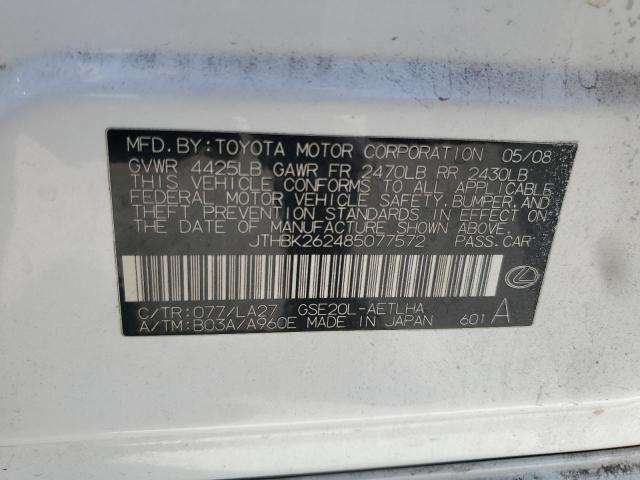 MFD.BY:TOYOTA MOTOR CORPORATION 05/08
GVWR 4425LB GAWR FR 2470LB RR 2430LB
THIS VEHICLE CONFORMS TO ALL APPLICABLE
FEDERAL MOTOR VEHICLE SAFETY,BUMPER,AND
THEFT PREVENTION STANDARDS IN EFFECT ON
THE DATE OF MANUFACTURE SHOWN ABOVE.
JTHBK262485077572 PASS.CAR
C/TR:077/LA27 GSE20L-AETLHA
A/TM:B03A/A960E MADE IN JAPAN 601 A